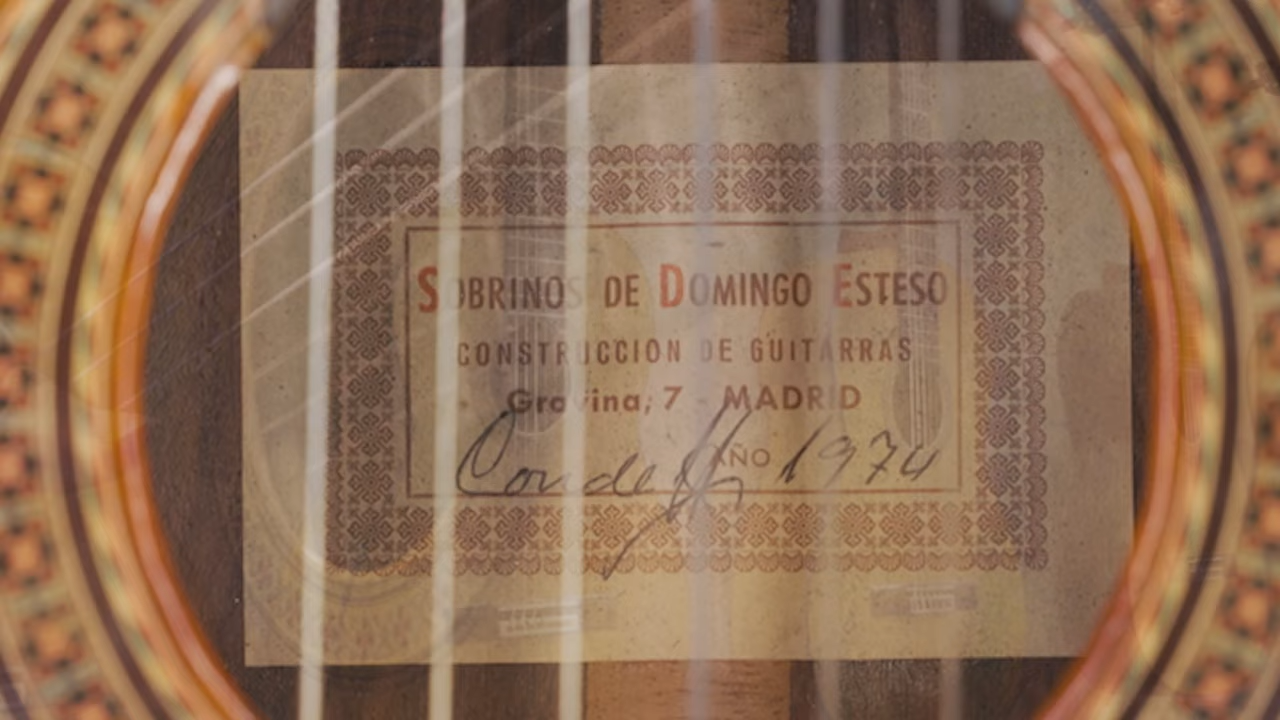 SOBRINOS DE DOMINGO ESTESO
CONSTRUCCION DE GUITARRAS
Gravina, 7 - MADRID
Conde AÑO 1974